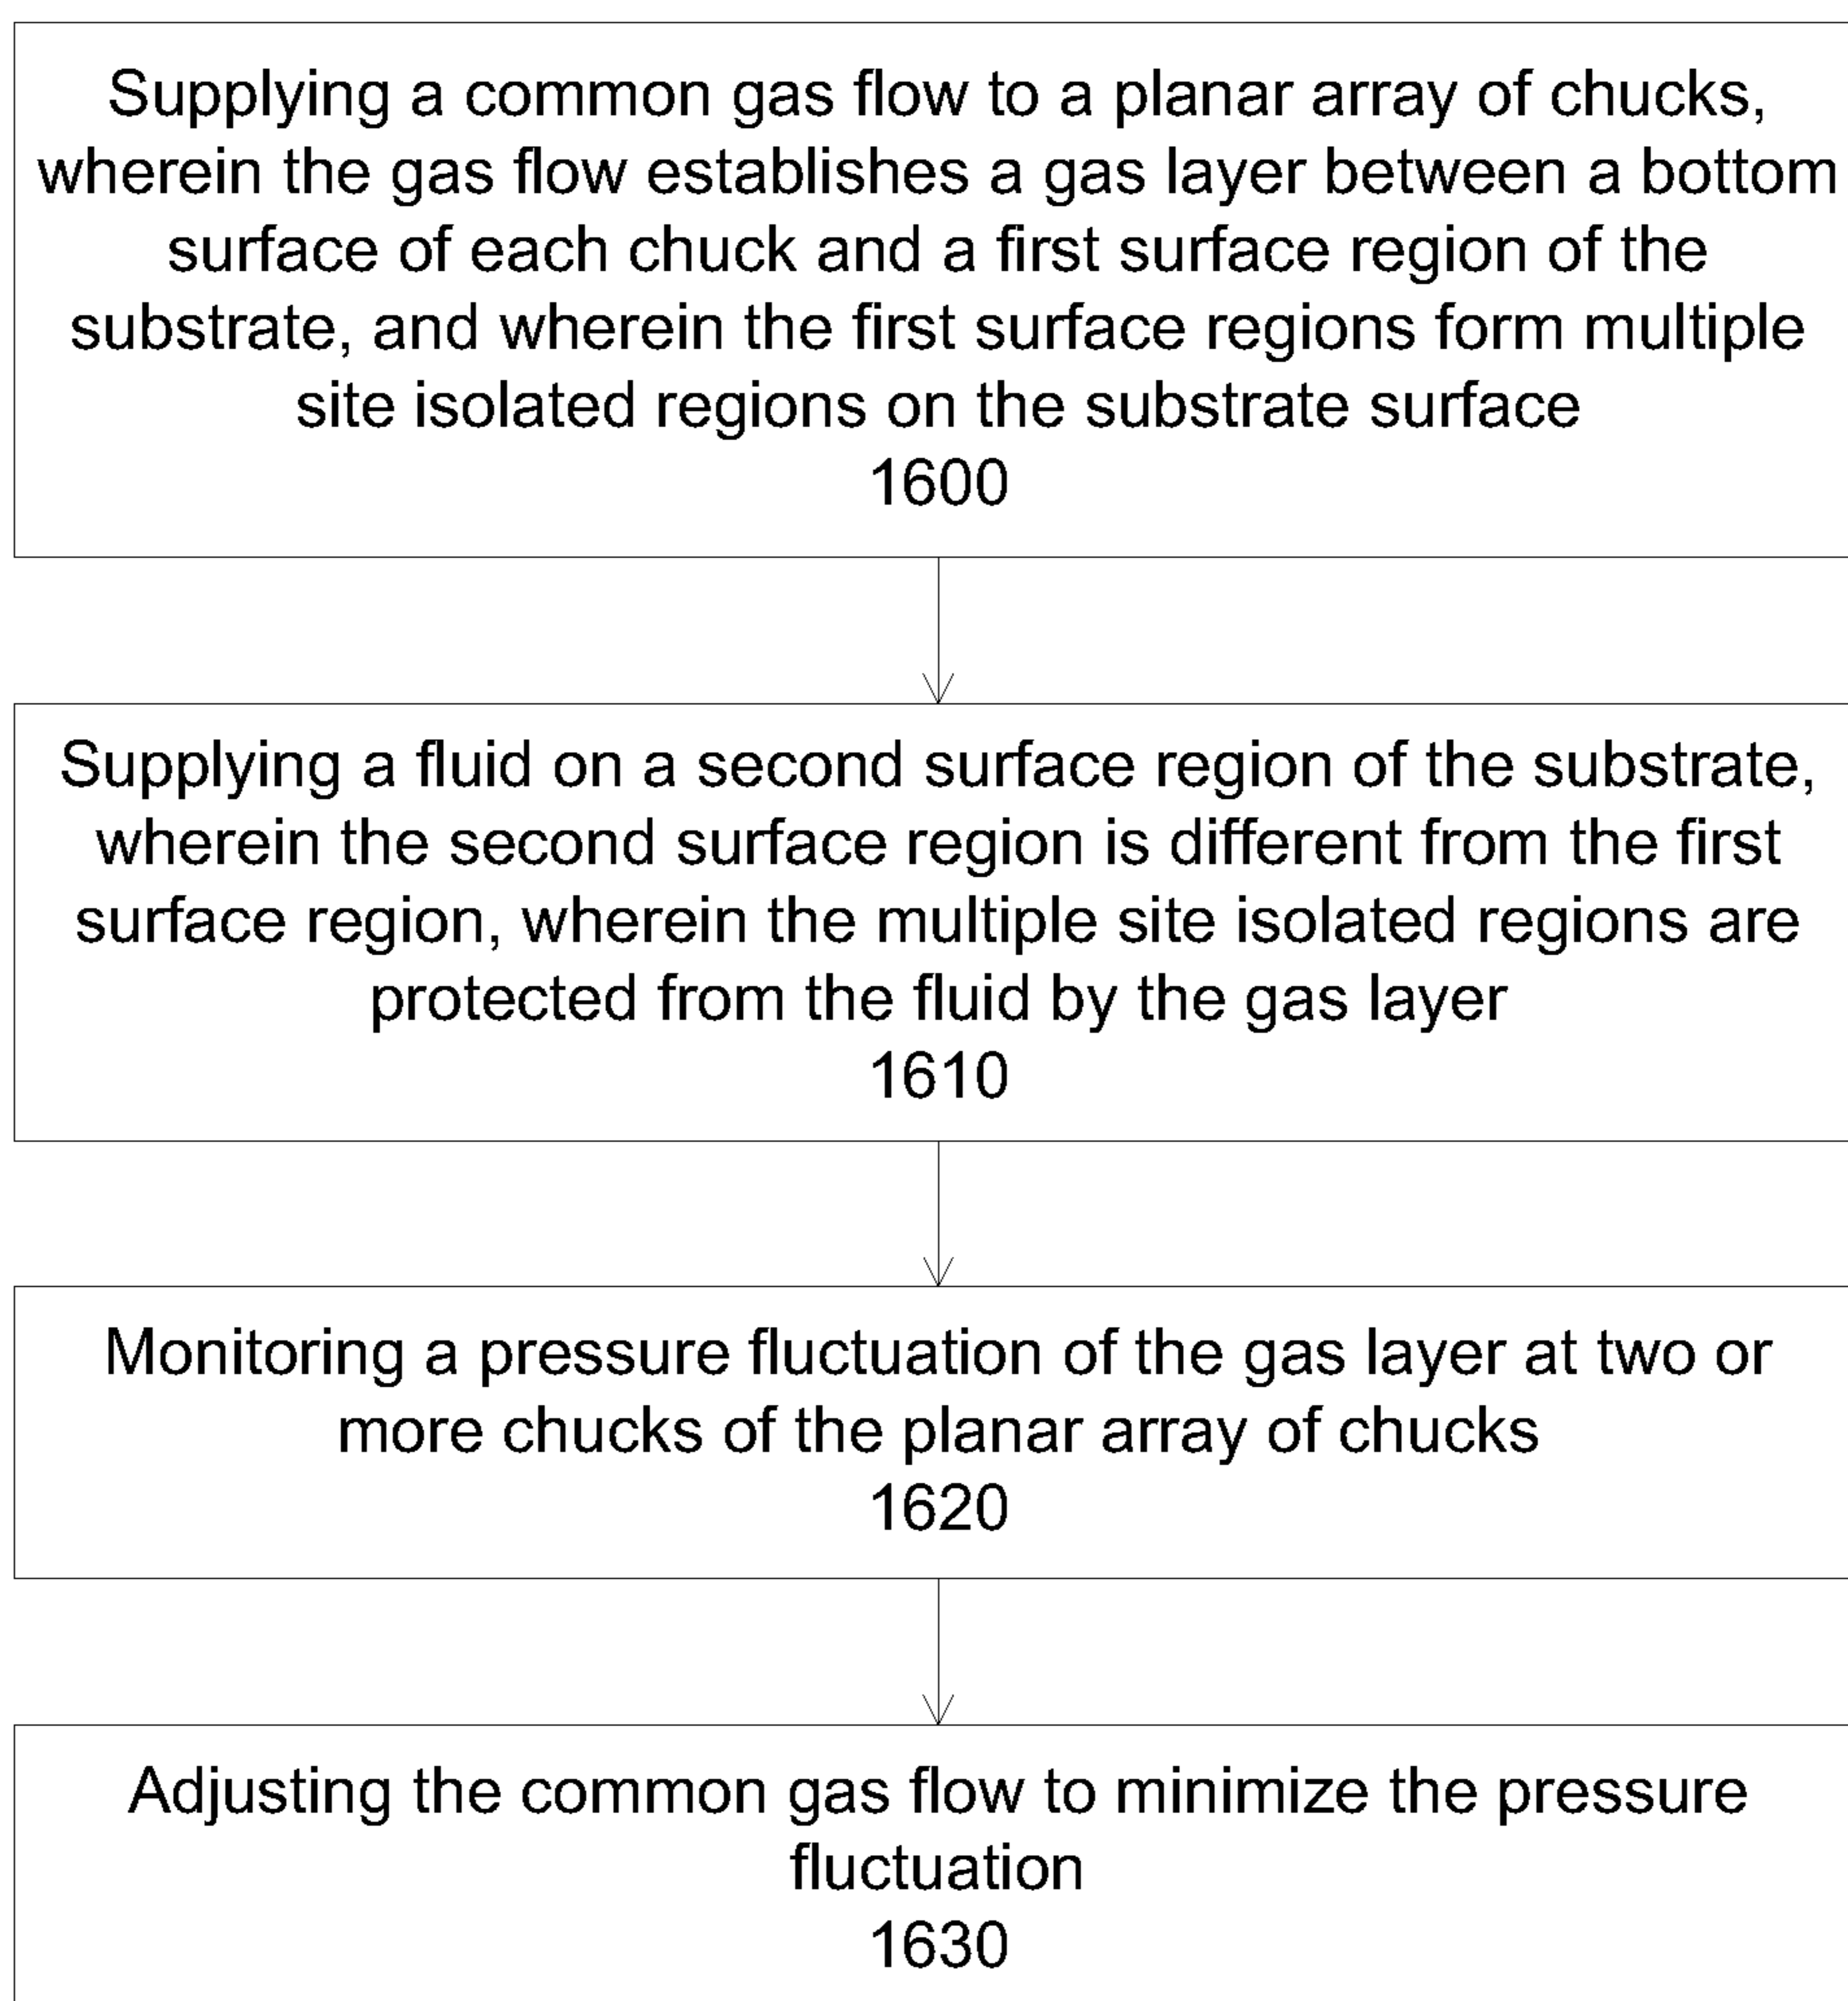 Supplying a common gas flow to a planar array of chucks,
wherein the gas flow establishes a gas layer between a bottom
surface of each chuck and a first surface region of the
substrate, and wherein the first surface regions form multiple
site isolated regions on the substrate surface
1600
Supplying a fluid on a second surface region of the substrate,
wherein the second surface region is different from the first
surface region, wherein the multiple site isolated regions are
protected from the fluid by the gas layer
1610
Monitoring a pressure fluctuation of the gas layer at two or
more chucks of the planar array of chucks
1620
Adjusting the common gas flow to minimize the pressure
fluctuation
1630